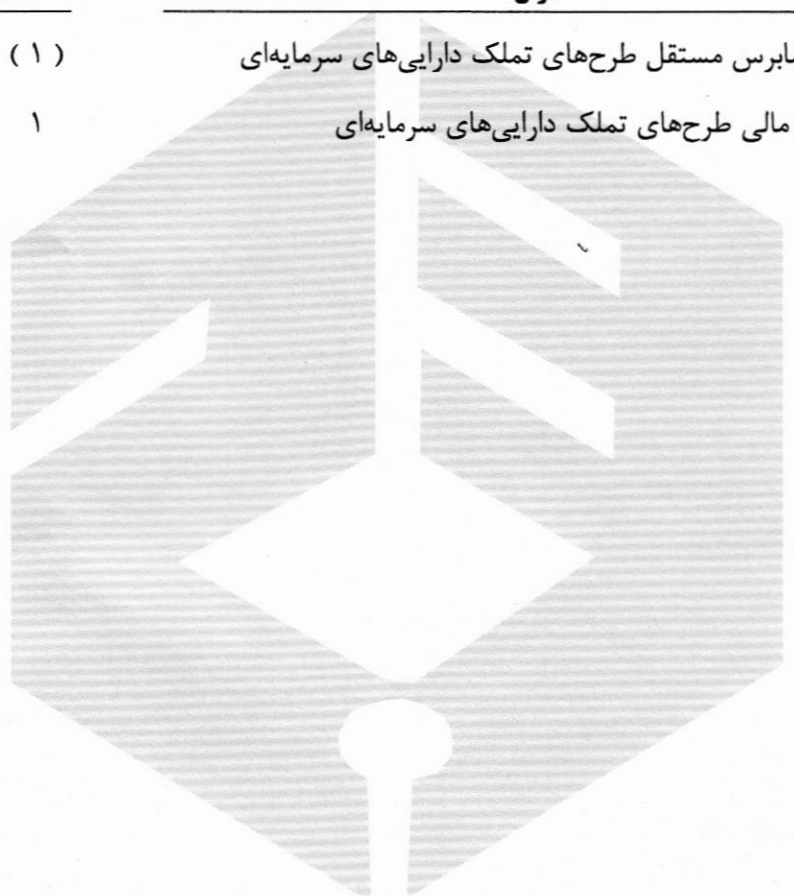 سابرس مستقل طرح‌های تملک دارایی‌های سرمایه‌ای (۱)
مالی طرح‌های تملک دارایی‌های سرمایه‌ای ۱